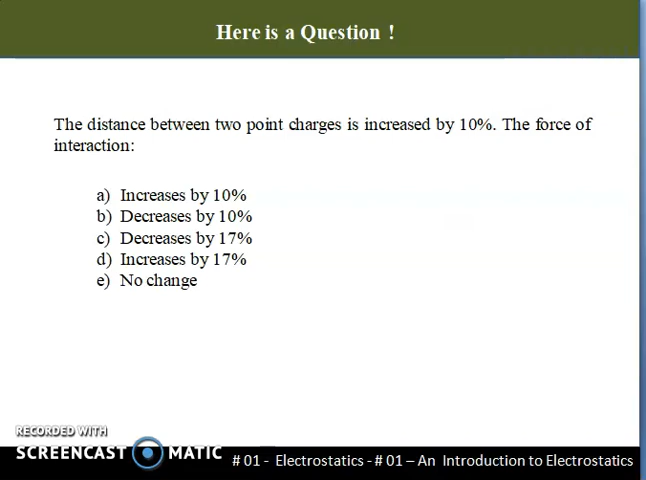 Here is a Question !
The distance between two point charges is increased by 10%. The force of
interaction:
a) Increases by 10%
b) Decreases by 10%
c) Decreases by 17%
d) Increases by 17%
e) No change
RECORDED WITH
SCREENCAST MATIC
# 01 - Electrostatics - # 01 – An Introduction to Electrostatics